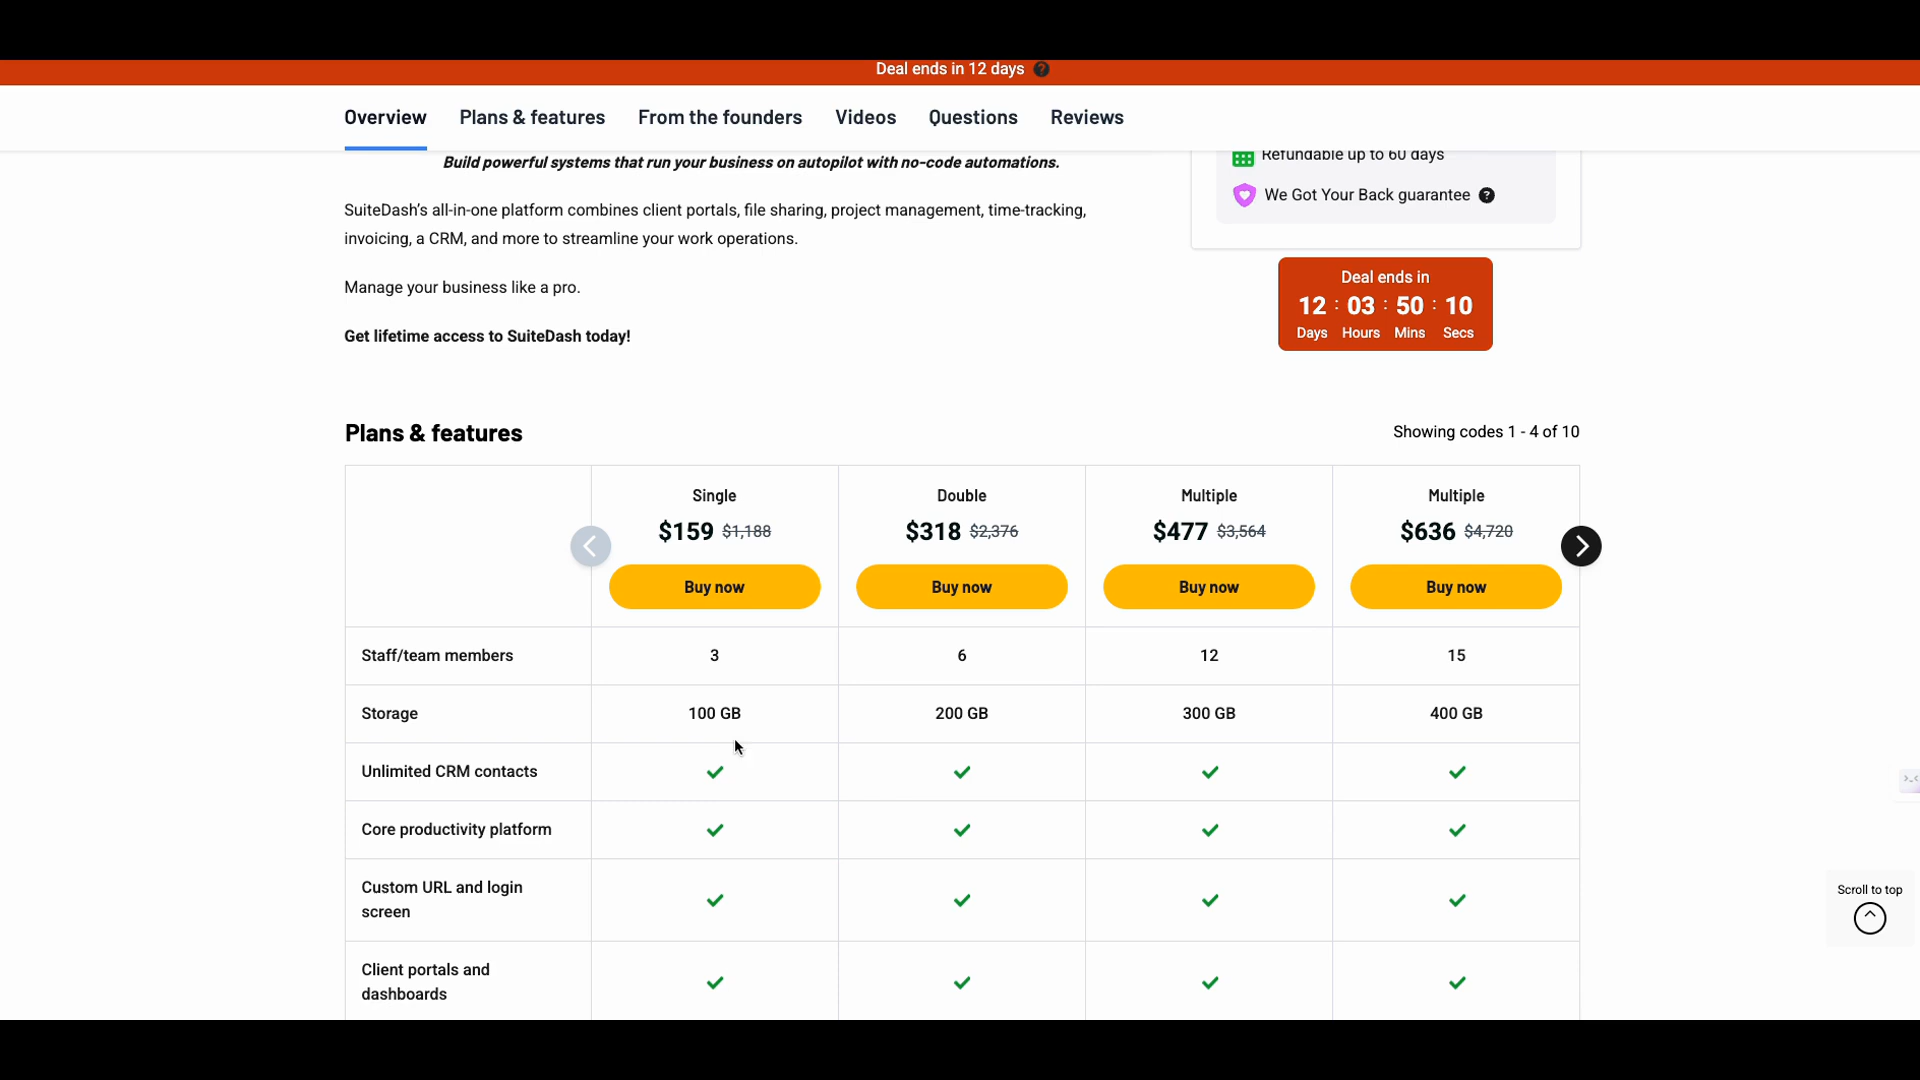 Deal ends in 12 days ?
Overview Plans & features From the founders Videos Questions Reviews
Build powerful systems that run your business on autopilot with no-code automations.
Refundable up to 60 days
We Got Your Back guarantee ?
SuiteDash's all-in-one platform combines client portals, file sharing, project management, time-tracking,
invoicing, a CRM, and more to streamline your work operations.
Manage your business like a pro.
Get lifetime access to SuiteDash today!
Deal ends in
12 : 03 : 50 : 10
Days Hours Mins Secs
Plans & features
Showing codes 1 - 4 of 10
Single Double Multiple Multiple
$159 $1,188 $318 $2,376 $477 $3,564 $636 $4,720
Buy now Buy now Buy now Buy now
Staff/team members 3 6 12 15
Storage 100 GB 200 GB 300 GB 400 GB
Unlimited CRM contacts
Core productivity platform
Custom URL and login
screen
Client portals and
dashboards
Scroll to top